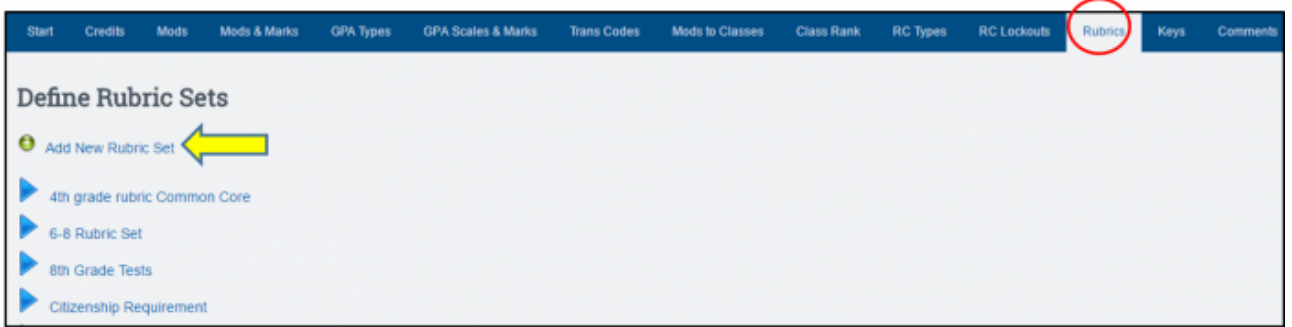 Start Credits Mods Mods & Marks GPA Types GPA Scales & Marks Trans Codes Mods to Classes Class Rank RC Types RC Lockouts Rubrics Keys Comments
Define Rubric Sets
Add New Rubric Set
4th grade rubric Common Core
6-8 Rubric Set
8th Grade Tests
Citizenship Requirement